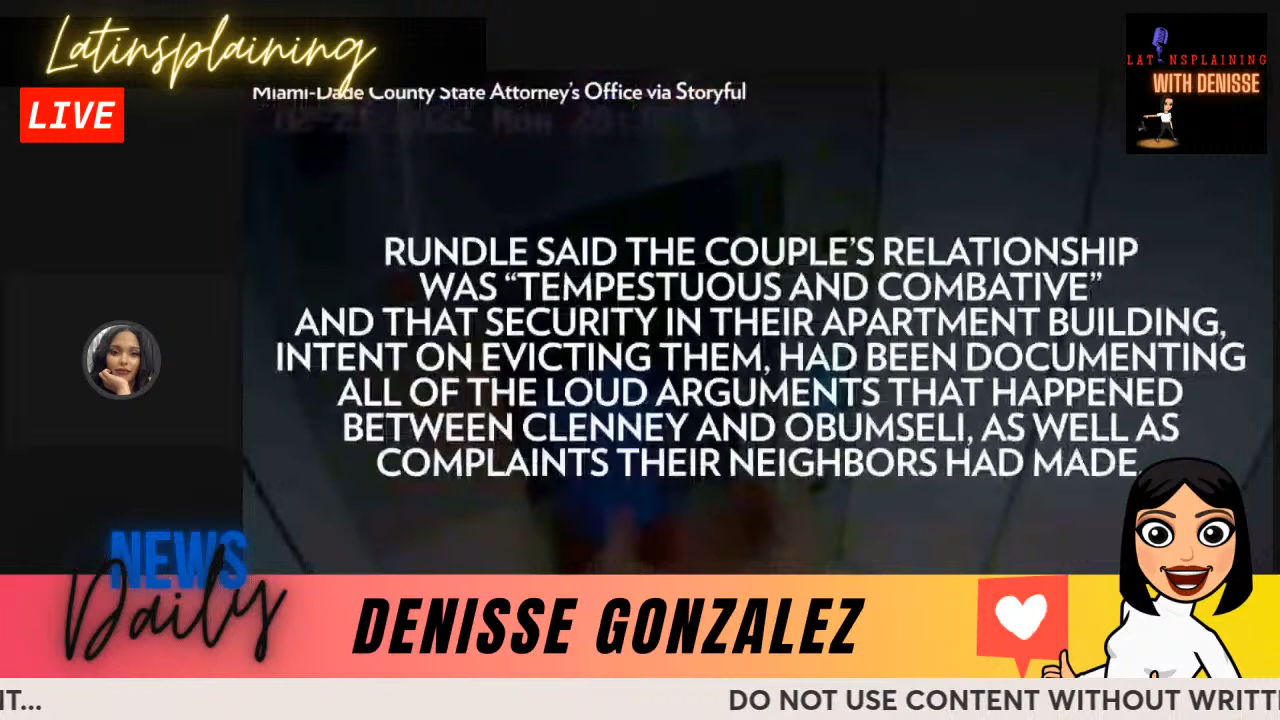 Latinsplaining
LIVE
Miami-Dade County State Attorney's Office via Storyful
LATINSPLAINING
WITH DENISSE
RUNDLE SAID THE COUPLE'S RELATIONSHIP
WAS “TEMPESTUOUS AND COMBATIVE”
AND THAT SECURITY IN THEIR APARTMENT BUILDING,
INTENT ON EVICTING THEM, HAD BEEN DOCUMENTING
ALL OF THE LOUD ARGUMENTS THAT HAPPENED
BETWEEN CLENNEY AND OBUMSELI, AS WELL AS
COMPLAINTS THEIR NEIGHBORS HAD MADE.
NEWS
Daily
DENISSE GONZALEZ
DO NOT USE CONTENT WITHOUT